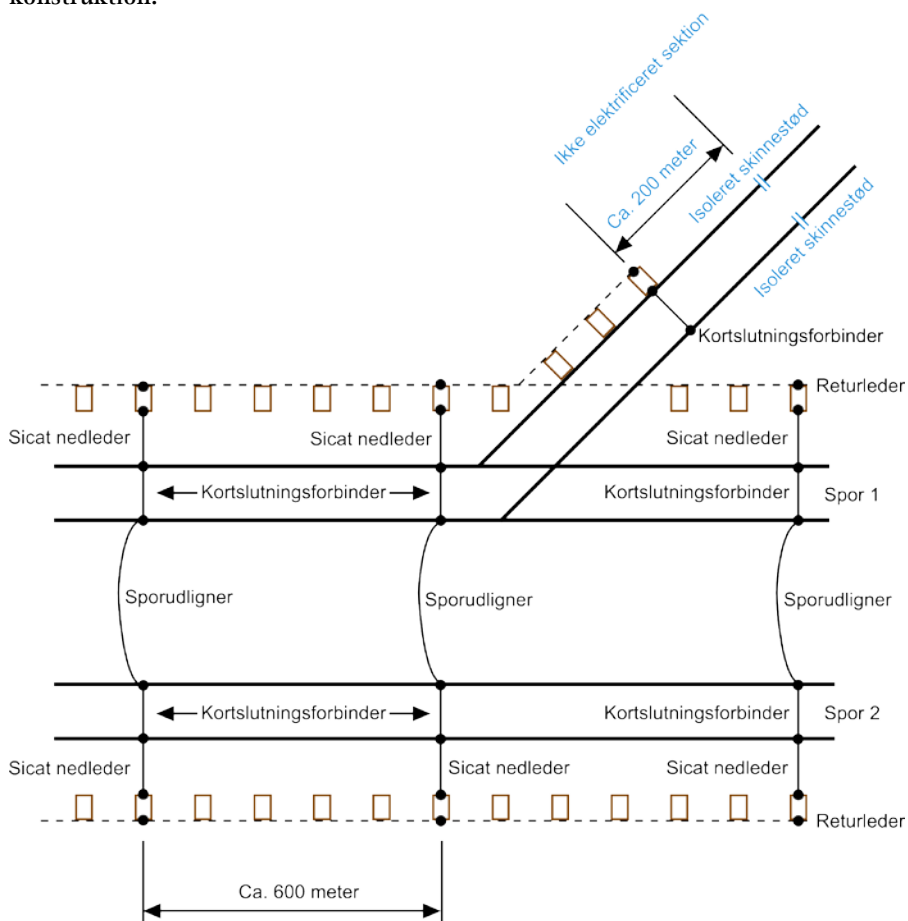 konstruktion.
Ikke elektrificeret sektion
Ca. 200 meter
Isoleret skinnestød
Isoleret skinnestød
Kortslutningsforbinder
Returleder
Sicat nedleder
Sicat nedleder
Sicat nedleder
Kortslutningsforbinder
Kortslutningsforbinder
Spor 1
Sporudligner
Sporudligner
Sporudligner
Kortslutningsforbinder
Kortslutningsforbinder
Spor 2
Sicat nedleder
Sicat nedleder
Sicat nedleder
Returleder
Ca. 600 meter